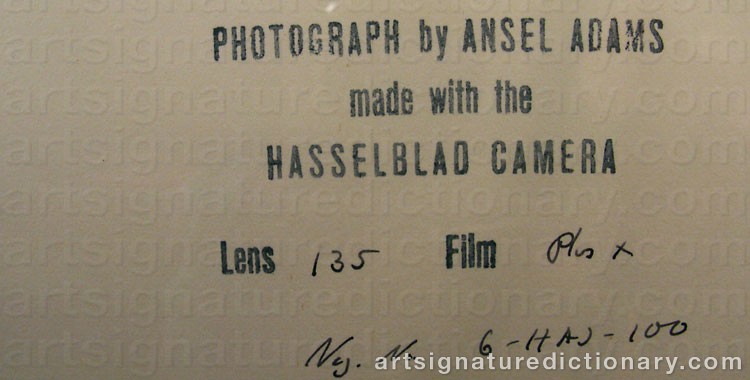 PHOTOGRAPH by ANSEL ADAMS
made with the
HASSELBLAD CAMERA
Lens 135 Film Plus X
Neg. No. 6-HAJ-100
artsignaturedictionary.com